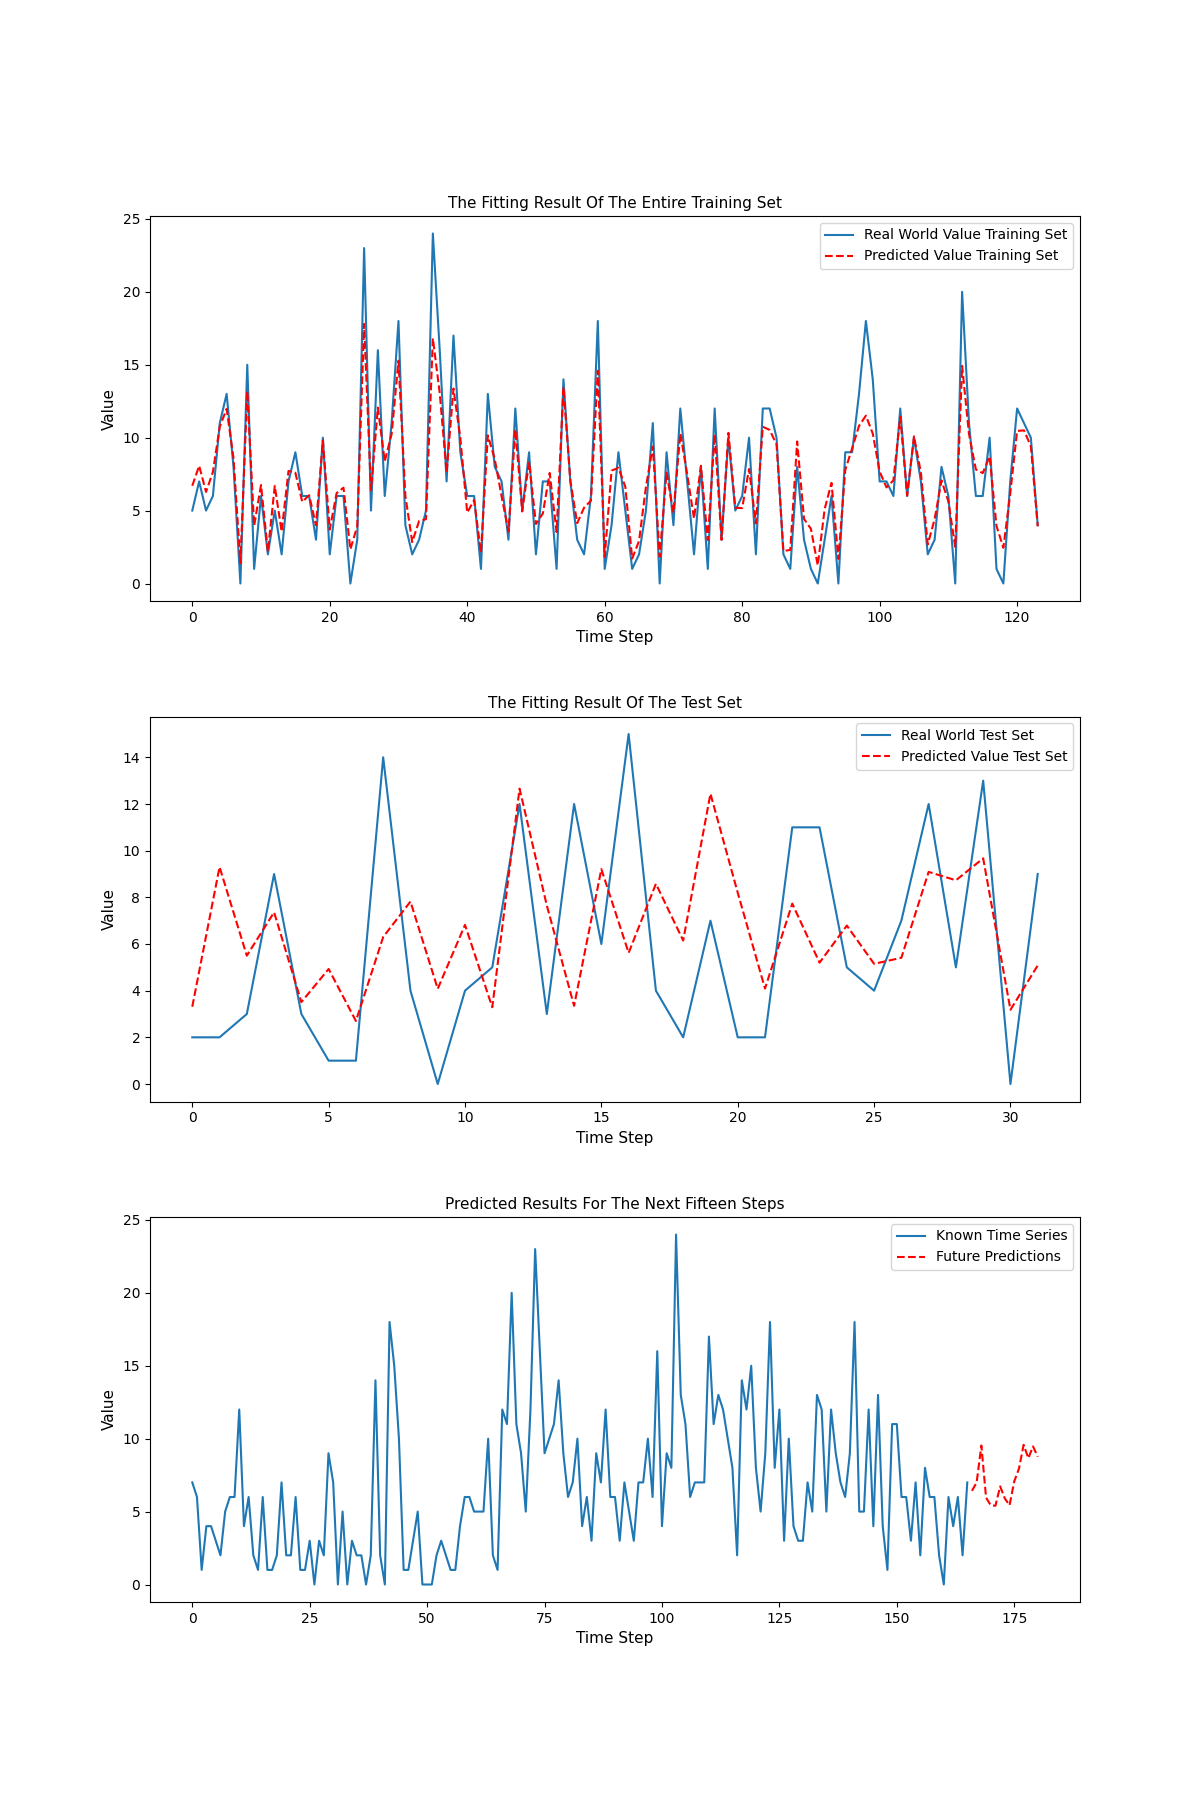 The Fitting Result Of The Entire Training Set
25
20
15
10
5
0
Value
Real World Value Training Set
Predicted Value Training Set
0 20 40 60 80 100 120
Time Step
The Fitting Result Of The Test Set
14
12
10
8
6
4
2
0
Value
Real World Test Set
Predicted Value Test Set
0 5 10 15 20 25 30
Time Step
Predicted Results For The Next Fifteen Steps
25
20
15
10
5
0
Value
Known Time Series
Future Predictions
0 25 50 75 100 125 150 175
Time Step